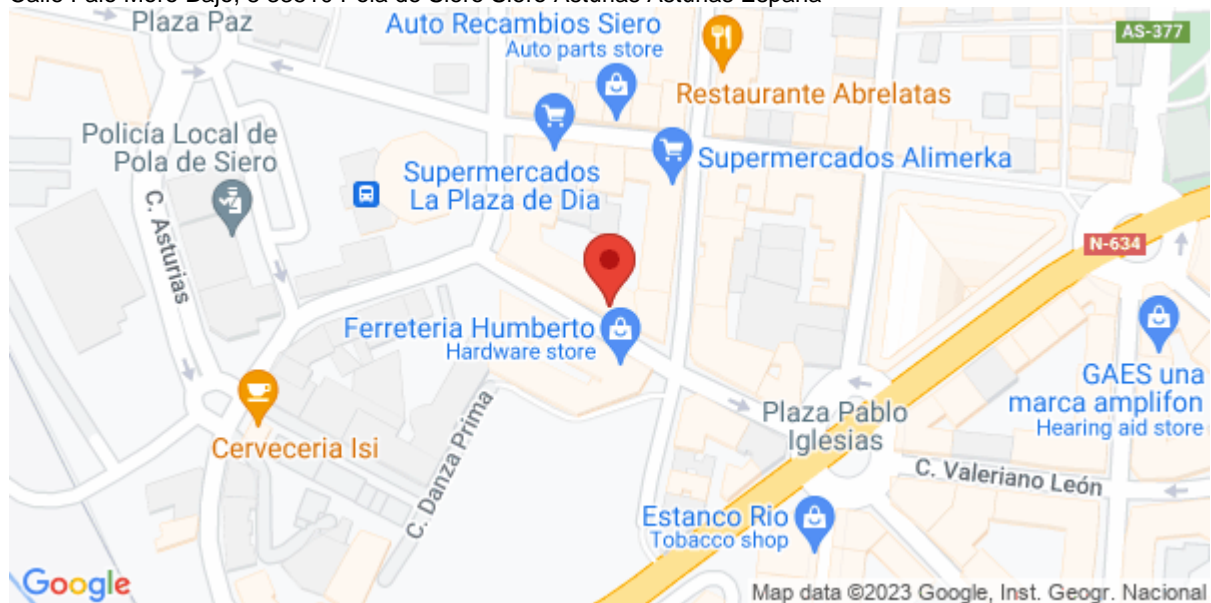 Plaza Paz
Auto Recambios Siero
Auto parts store
AS-377
Restaurante Abrelatas
Policía Local de
Pola de Siero
Supermercados
La Plaza de Dia
Supermercados Alimerka
C. Asturias
N-634
Ferreteria Humberto
Hardware store
GAES una
marca amplifon
Hearing aid store
Plaza Pablo
Iglesias
Cerveceria Isi
C. Danza Prima
C. Valeriano León
Estanco Rio
Tobacco shop
Google
Map data ©2023 Google, Inst. Geogr. Nacional